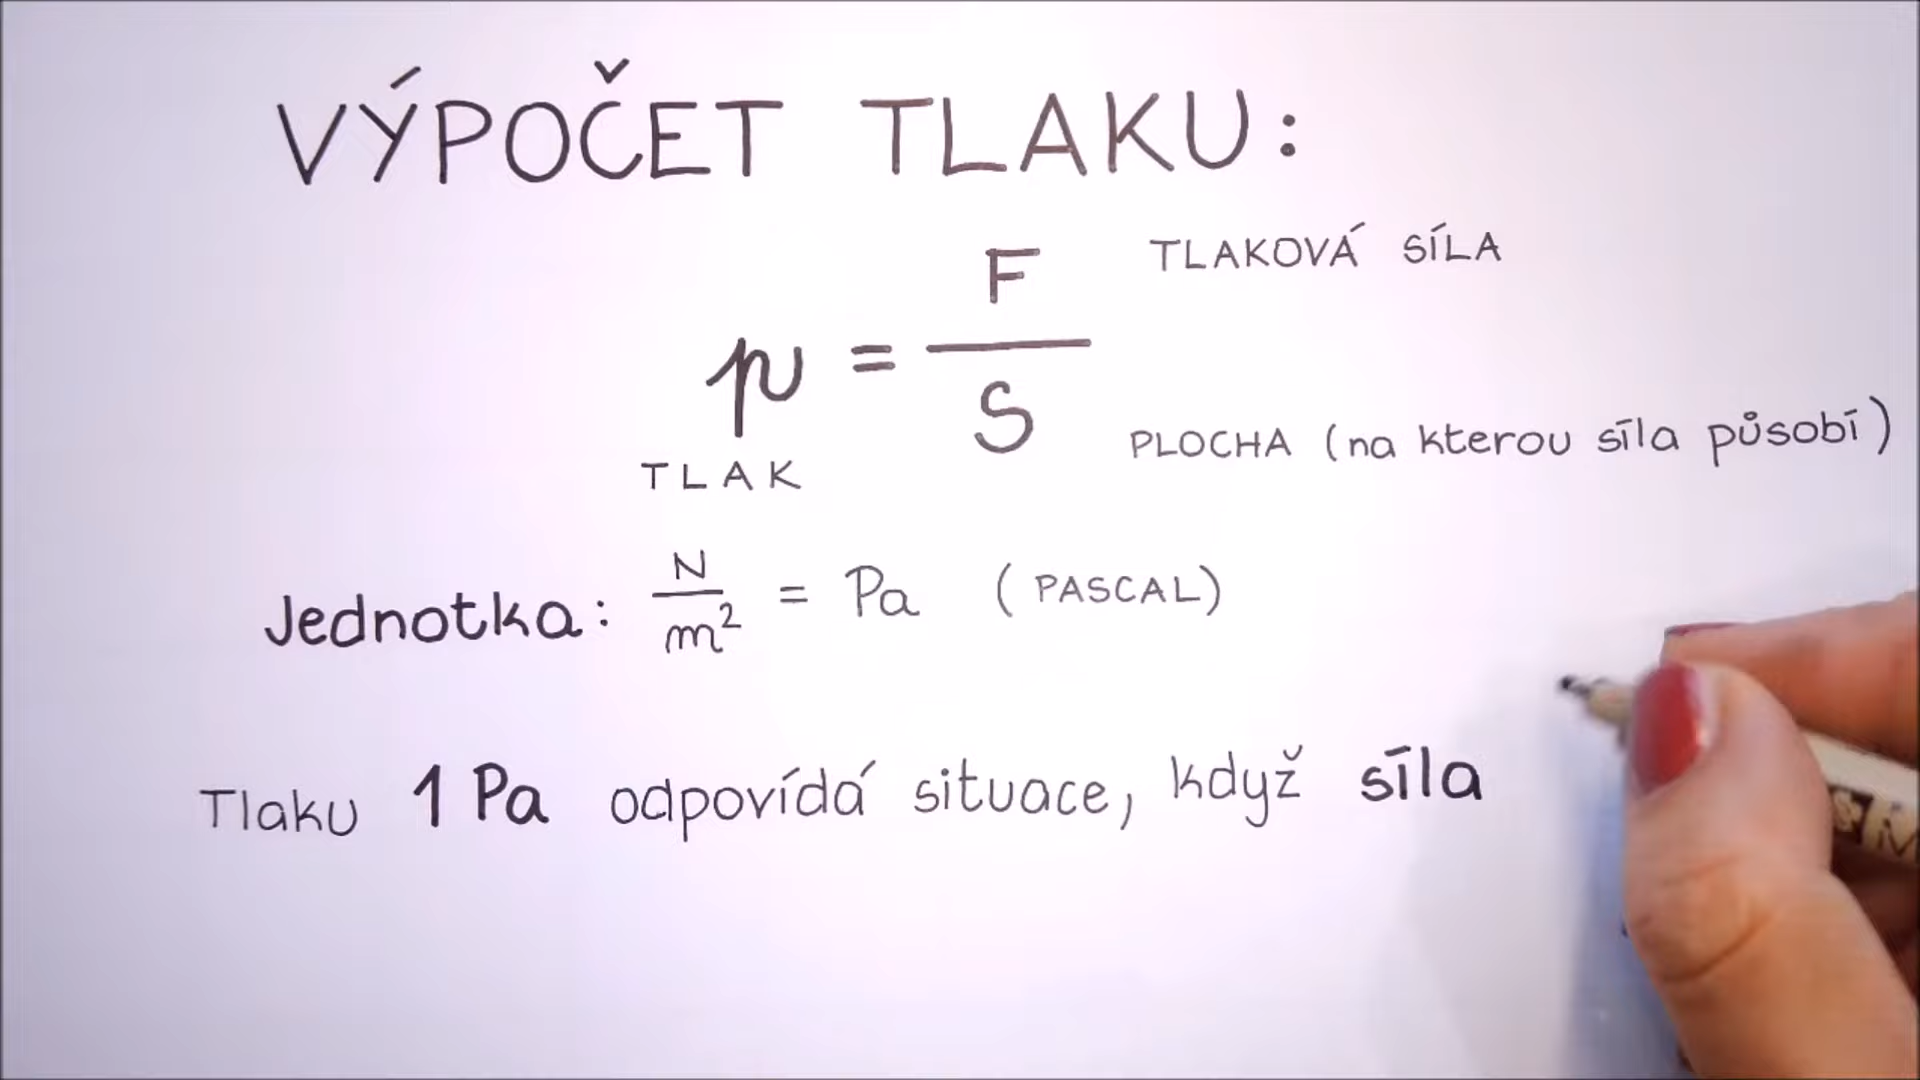 VÝPOČET TLAKU:
F TLAKOVÁ SÍLA
p =
S PLOCHA (na kterou síla působí)
TLAK
Jednotka: N/m² = Pa (PASCAL)
Tlaku 1 Pa odpovídá situace, když síla